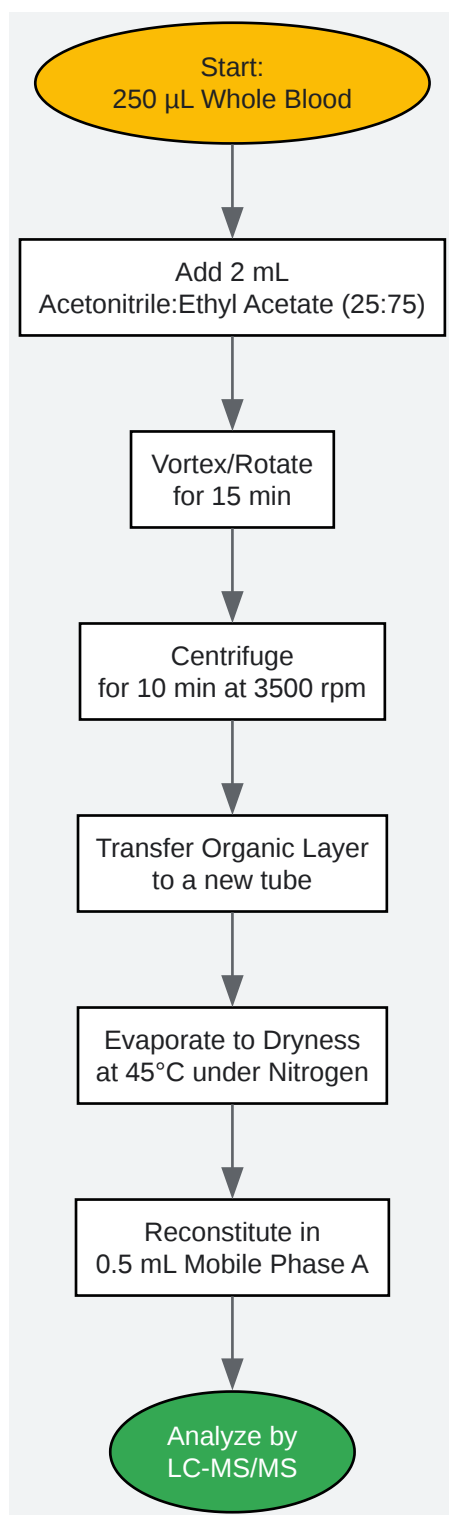 Start:
250 µL Whole Blood
Add 2 mL
Acetonitrile:Ethyl Acetate (25:75)
Vortex/Rotate
for 15 min
Centrifuge
for 10 min at 3500 rpm
Transfer Organic Layer
to a new tube
Evaporate to Dryness
at 45°C under Nitrogen
Reconstitute in
0.5 mL Mobile Phase A
Analyze by
LC-MS/MS